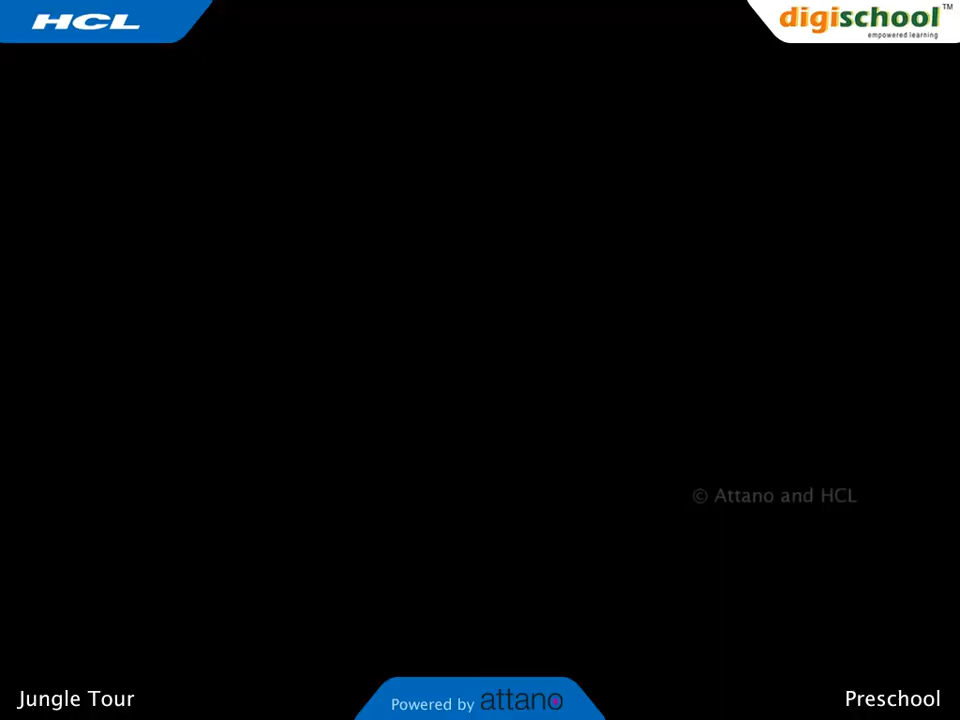 HCL
digischool™
empowered learning
© Attano and HCL
Jungle Tour
Powered by attano
Preschool